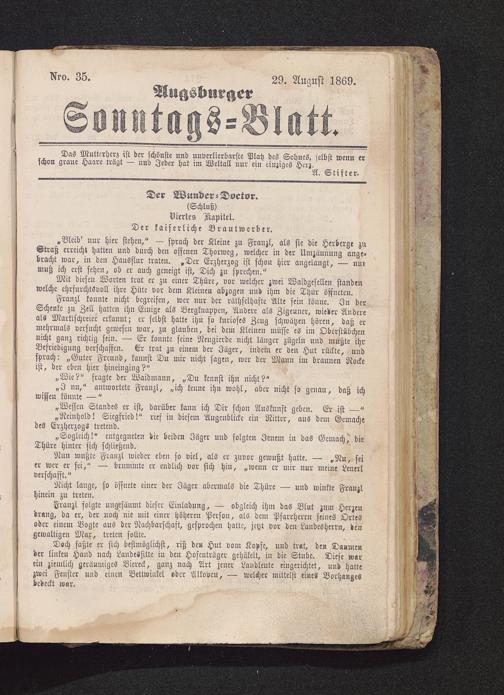 Nro. 35.
29. August 1869.
Augsburger
Sonntags=Blatt.
Das Mutterherz ist der schönste und unverlierbarste Platz des Sohnes, selbst wenn er
schon graue Haare trägt — und Jeder hat im Weltall nur ein einziges Herz.
A. Stifter.
Der Wunder=Doctor.
(Schluß)
Viertes Kapitel.
Der kaiserliche Brautwerber.
„Bleib' nur hier stehen,“ — sprach der Kleine zu Franzl, als sie die Herberge zu
Straß erreicht hatten und durch den offenen Thorweg, welcher in der Umzäunung ange=
bracht war, in den Hausflur traten. „Der Erzherzog ist schon hier angelangt, — nur
muß ich erst sehen, ob er auch geneigt ist, Dich zu sprechen.“
Mit diesen Worten trat er zu einer Thüre, vor welcher zwei Waldgesellen standen
welche ehrfurchtsvoll ihre Hüte vor dem Kleinen abzogen und ihm die Thür öffneten.
Franzl konnte nicht begreifen, wer nur der räthselhafte Alte sein könne. In der
Schenke zu Zell hatten ihn Einige als Bergknappen, Andere als Zigeuner, wieder Andere
als Marktschreier erkannt; er selbst hatte ihn so kurioses Zeug schwatzen hören, daß er
mehrmals versucht gewesen war, zu glauben, bei dem Kleinen müsse es im Oberstübchen
nicht ganz richtig sein. — Er konnte seine Neugierde nicht länger zügeln und mußte ihr
Befriedigung verschaffen. Er trat zu einem der Jäger, indem er den Hut rückte, und
sprach: „Guter Freund, kannst Du mir nicht sagen, wer der Mann im braunen Rocke
ist, der eben hier hineinging?“
„Wie?“ fragte der Waidmann, „Du kennst ihn nicht?“
„J nu,“ antwortete Franzl, „ich kenne ihn wohl, aber nicht so genau, daß ich
wissen könnte —“
„Wessen Standes er ist, darüber kann ich Dir schon Auskunft geben. Er ist —“
„Reinhold! Siegfried!“ rief in diesem Augenblicke ein Ritter, aus dem Gemache
des Erzherzogs tretend.
„Sogleich!“ entgegneten die beiden Jäger und folgten Jenem in das Gemach, die
Thüre hinter sich schließend.
Nun wußte Franzl wieder eben so viel, als er zuvor gewußt hatte. — „Nu, sei
er wer er sei,“ — brummte er endlich vor sich hin, „wenn er mir nur meine Lenerl
verschafft.“
Nicht lange, so öffnete einer der Jäger abermals die Thüre — und winkte Franzl
hinein zu treten.
Franzl folgte ungesäumt dieser Einladung, — obgleich ihm das Blut zum Herzen
drang, da er, der noch nie mit einer höheren Person, als dem Pfarrherrn seines Ortes
oder einem Vogte aus der Nachbarschaft, gesprochen hatte, jetzt vor den Landesherrn, den
gewaltigen Max, treten sollte.
Doch faßte er sich bestmöglichst, riß den Hut vom Kopfe, und trat, den Daumen
der linken Hand nach Landessitte in den Hosenträger gehäkelt, in die Stube. Diese war
ein ziemlich geräumiges Viereck, ganz nach Art jener Landleute eingerichtet, und hatte
zwei Fenster und einen Bettwinkel oder Alkoven, — welcher mittelst eines Vorhanges
bedeckt war.